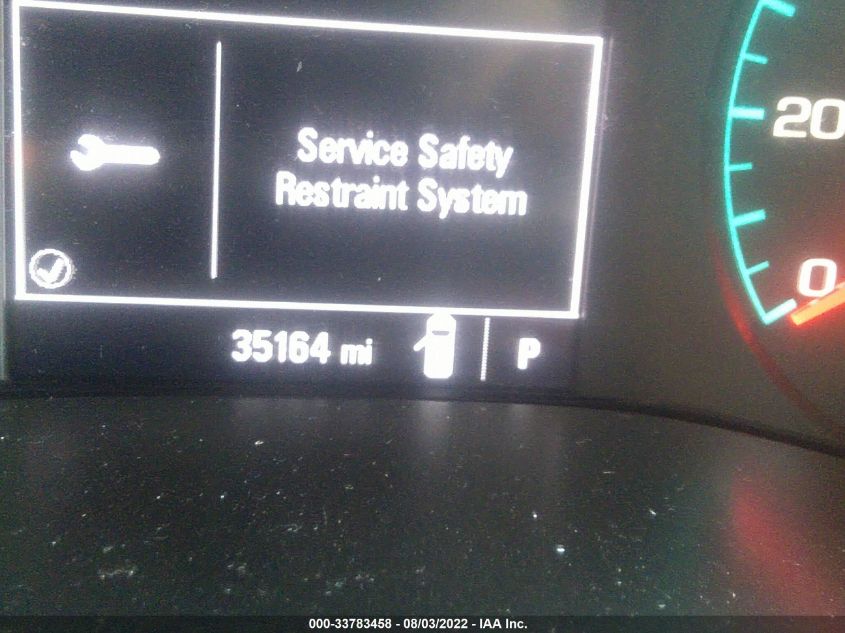 Service Safety
Restraint System
20
0
35164 mi
P
000-33783458 - 08/03/2022 - IAA Inc.